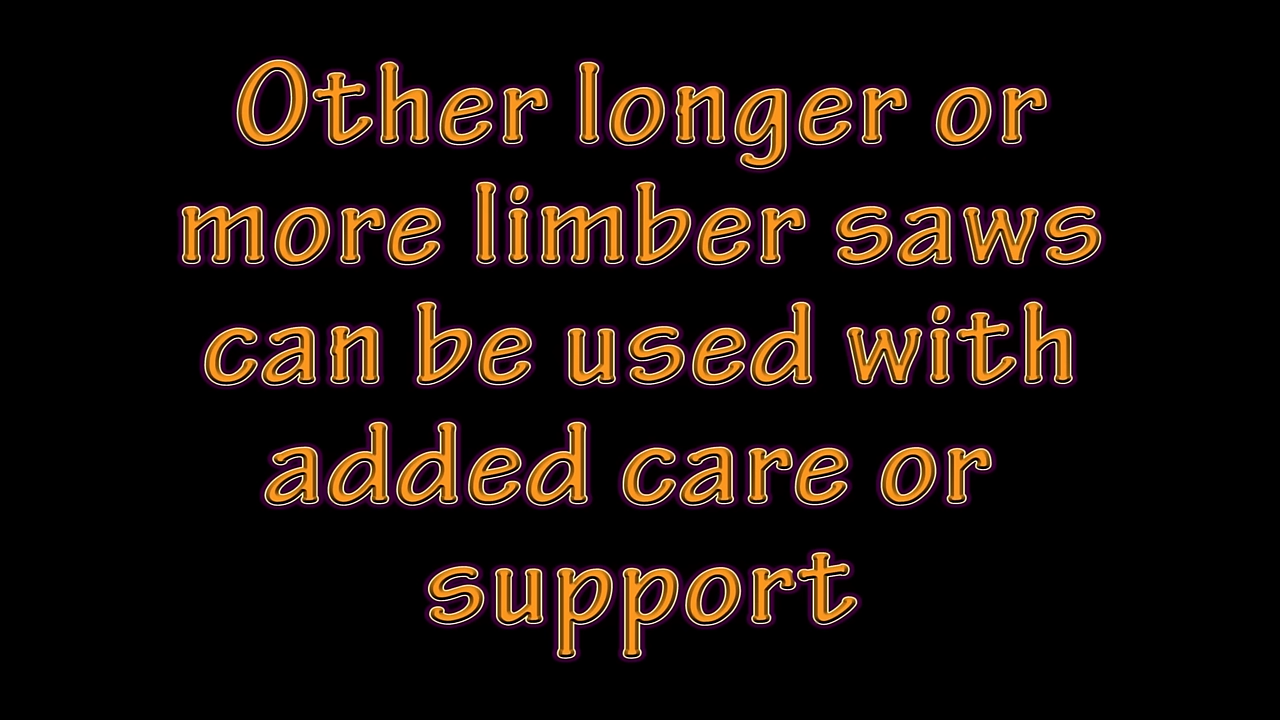 Other longer or
more limber saws
can be used with
added care or
support